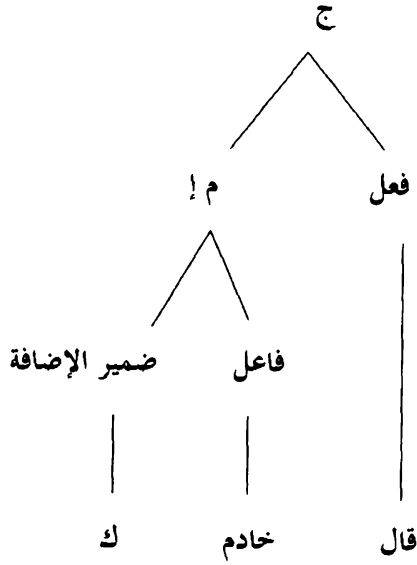 ج
فعل م إ
فاعل ضمير الإضافة
قال خادم ك